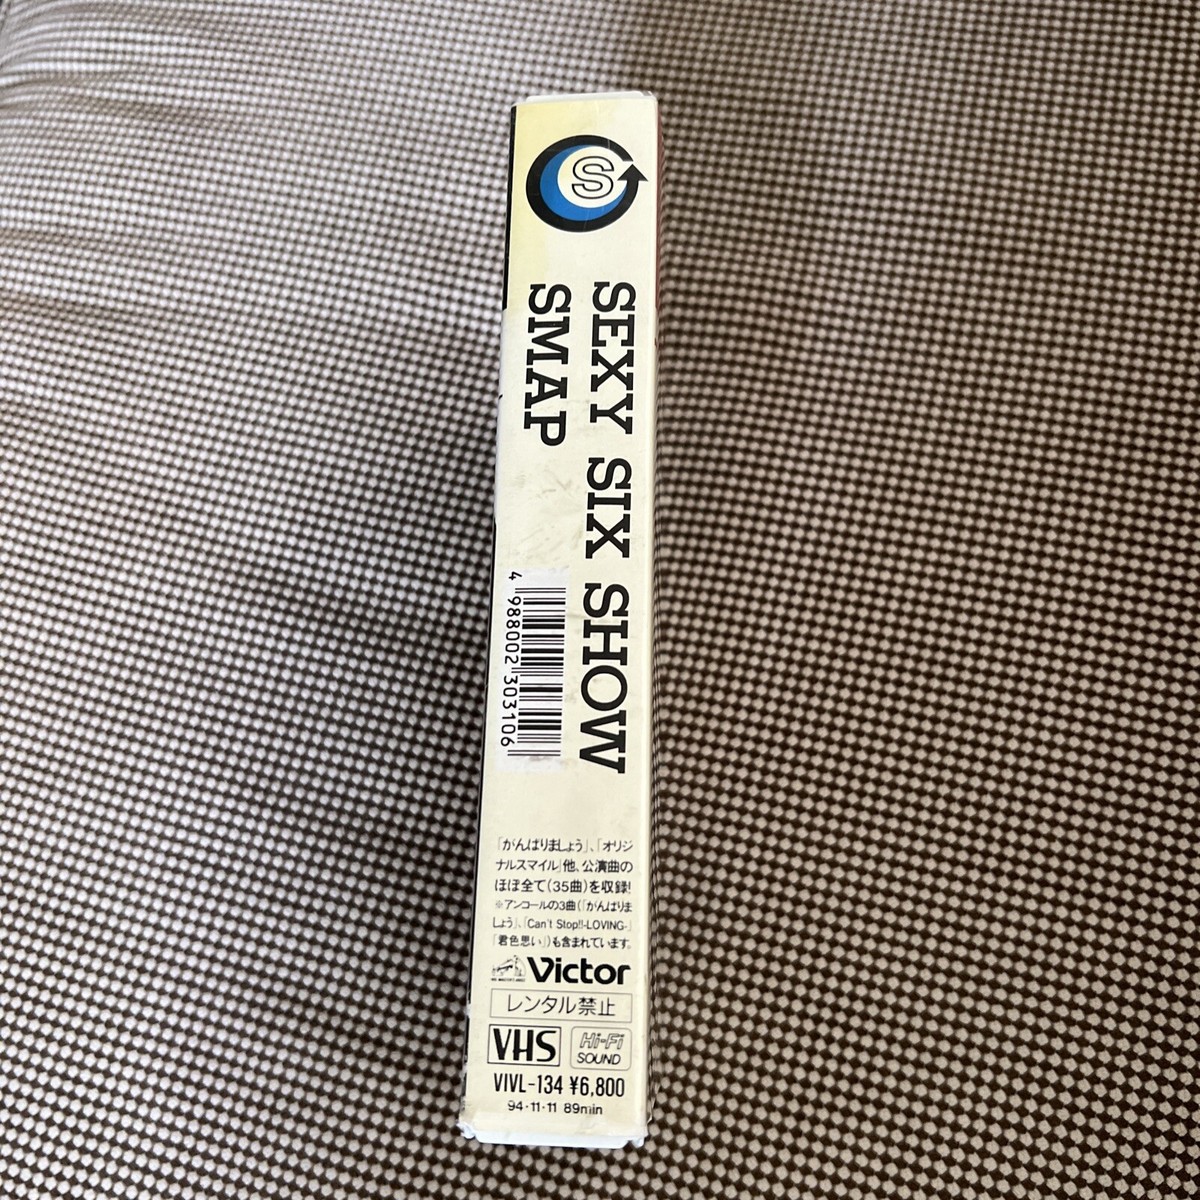 S
SEXY SIX SHOW
SMAP
4 988002 303106
「がんばりましょう」、「オリジ
ナルスマイル」他、公演曲の
ほぼ全て(35曲)を収録!
※アンコールの3曲(「がんばりま
しょう」、「Can't Stop!!-LOVING-」
「君色思い」)も含まれています。
Victor
レンタル禁止
VHS
Hi-Fi
SOUND
VIVL-134 ¥6,800
94・11・11 89min